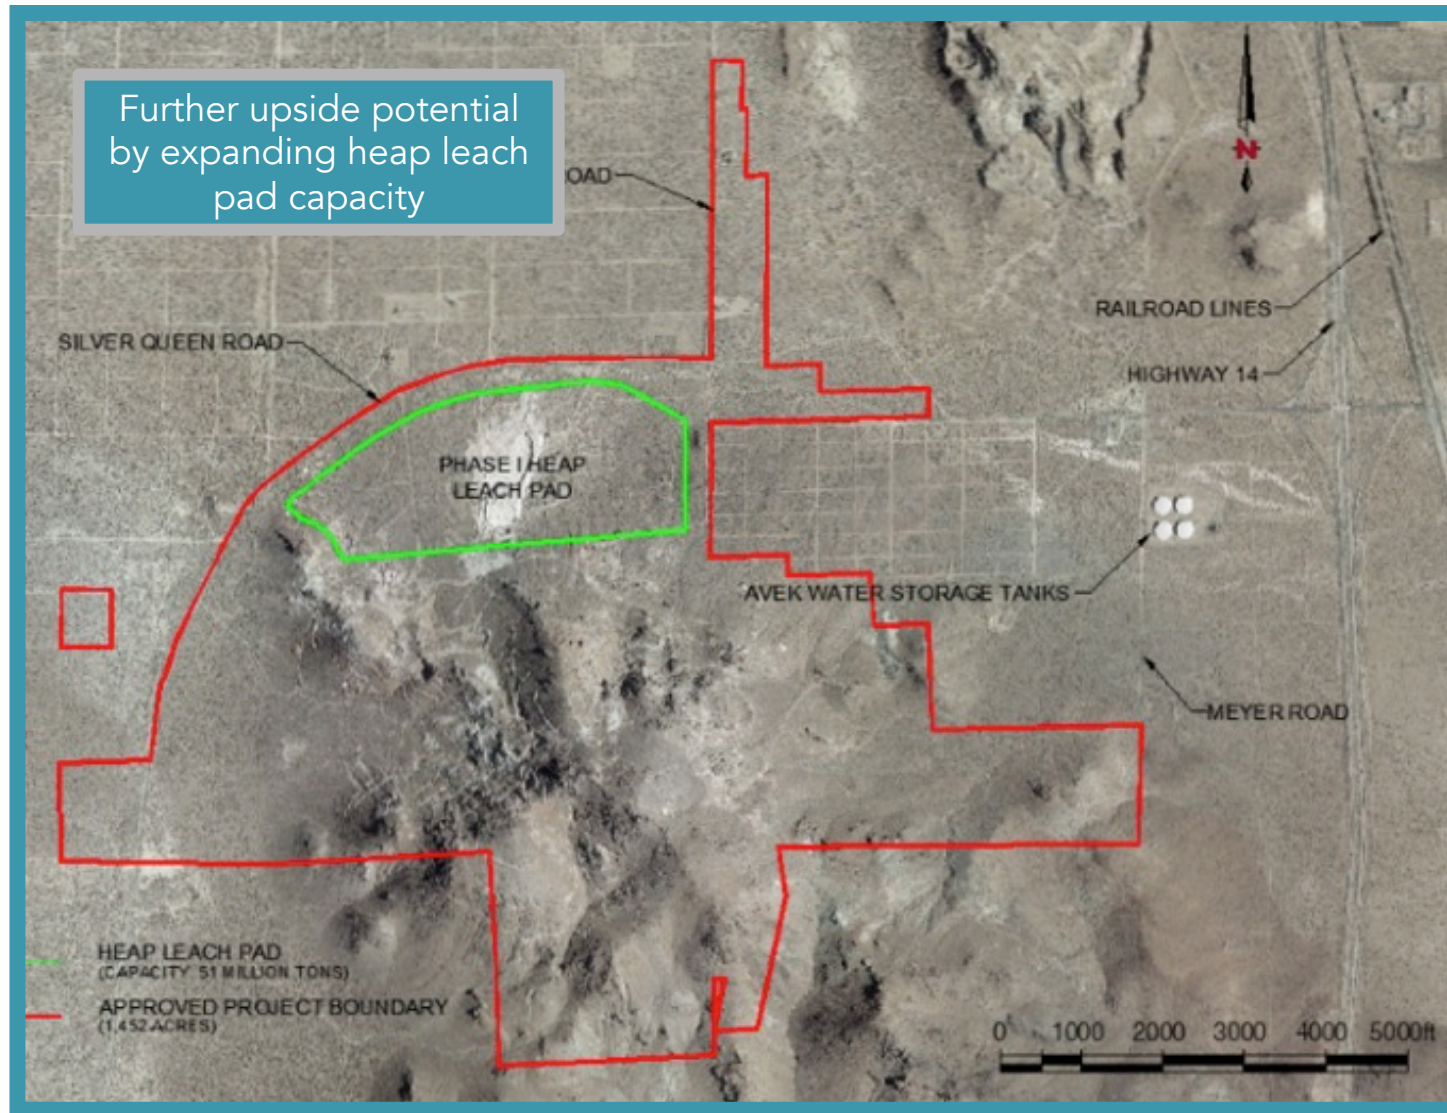 Further upside potential
by expanding heap leach
pad capacity
OAD
N
SILVER QUEEN ROAD
RAILROAD LINES
HIGHWAY 14
PHASE I HEAP
LEACH PAD
AVEK WATER STORAGE TANKS
MEYER ROAD
HEAP LEACH PAD
(CAPACITY 51 MILLION TONS)
APPROVED PROJECT BOUNDARY
(1,452 ACRES)
0 1000 2000 3000 4000 5000ft